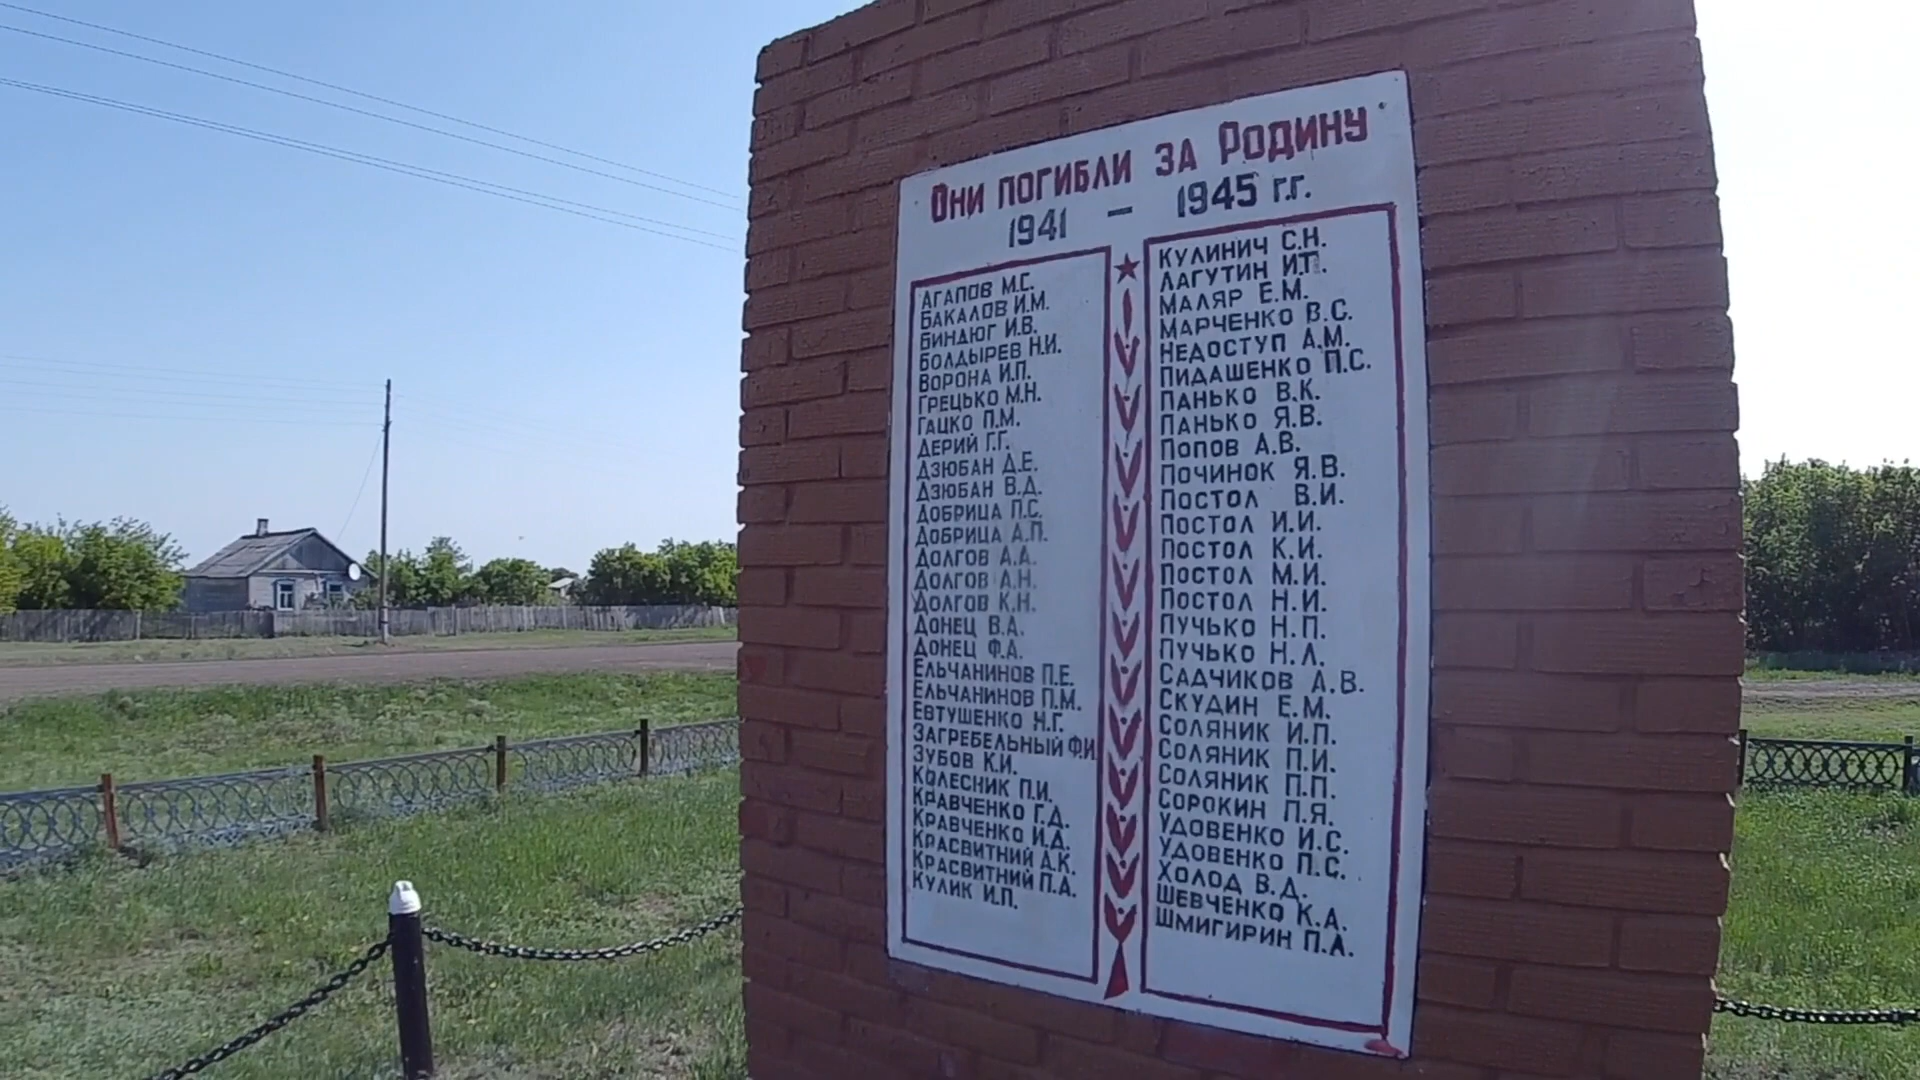 Они погибли за Родину
1941 – 1945 г.г.
Агапов М.С.
Бакалов И.М.
Биндюг И.В.
Болдырев Н.И.
Ворона И.П.
Грецько М.Н.
Гацко П.М.
Дерий Г.Г.
Дзюбан Д.Е.
Дзюбан В.Д.
Добрица П.С.
Добрица А.П.
Долгов А.А.
Долгов А.Н.
Долгов К.Н.
Донец В.А.
Донец Ф.А.
Ельчанинов П.Е.
Ельчанинов П.М.
Евтушенко Н.Г.
Загребельный Ф.И.
Зубов К.И.
Колесник П.И.
Кравченко Г.Д.
Кравченко И.Д.
Красвитний А.К.
Красвитний П.А.
Кулик И.П.
Кулинич С.Н.
Лагутин И.П.
Маляр Е.М.
Марченко В.С.
Недоступ А.М.
Пидашенко П.С.
Панько В.К.
Панько Я.В.
Попов А.В.
Починок Я.В.
Постол В.И.
Постол И.И.
Постол К.И.
Постол М.И.
Постол Н.И.
Пучько Н.П.
Пучько Н.Л.
Садчиков А.В.
Скудин Е.М.
Соляник И.П.
Соляник П.И.
Соляник П.П.
Сорокин П.Я.
Удовенко И.С.
Удовенко П.С.
Холод В.Д.
Шевченко К.А.
Шмигирин П.А.